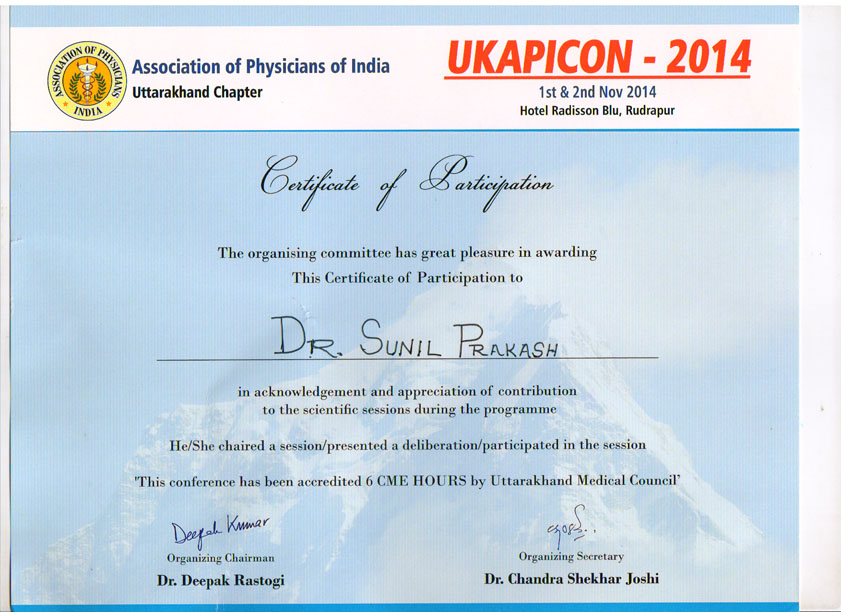 ASSOCIATION OF PHYSICIANS
INDIA
Association of Physicians of India
Uttarakhand Chapter
UKAPICON - 2014
1st & 2nd Nov 2014
Hotel Radisson Blu, Rudrapur
Certificate of Participation
The organising committee has great pleasure in awarding
This Certificate of Participation to
DR. SUNIL PRAKASH
in acknowledgement and appreciation of contribution
to the scientific sessions during the programme
He/She chaired a session/presented a deliberation/participated in the session
'This conference has been accredited 6 CME HOURS by Uttarakhand Medical Council'
Deepak Kumar
Organizing Chairman
Dr. Deepak Rastogi
Organizing Secretary
Dr. Chandra Shekhar Joshi